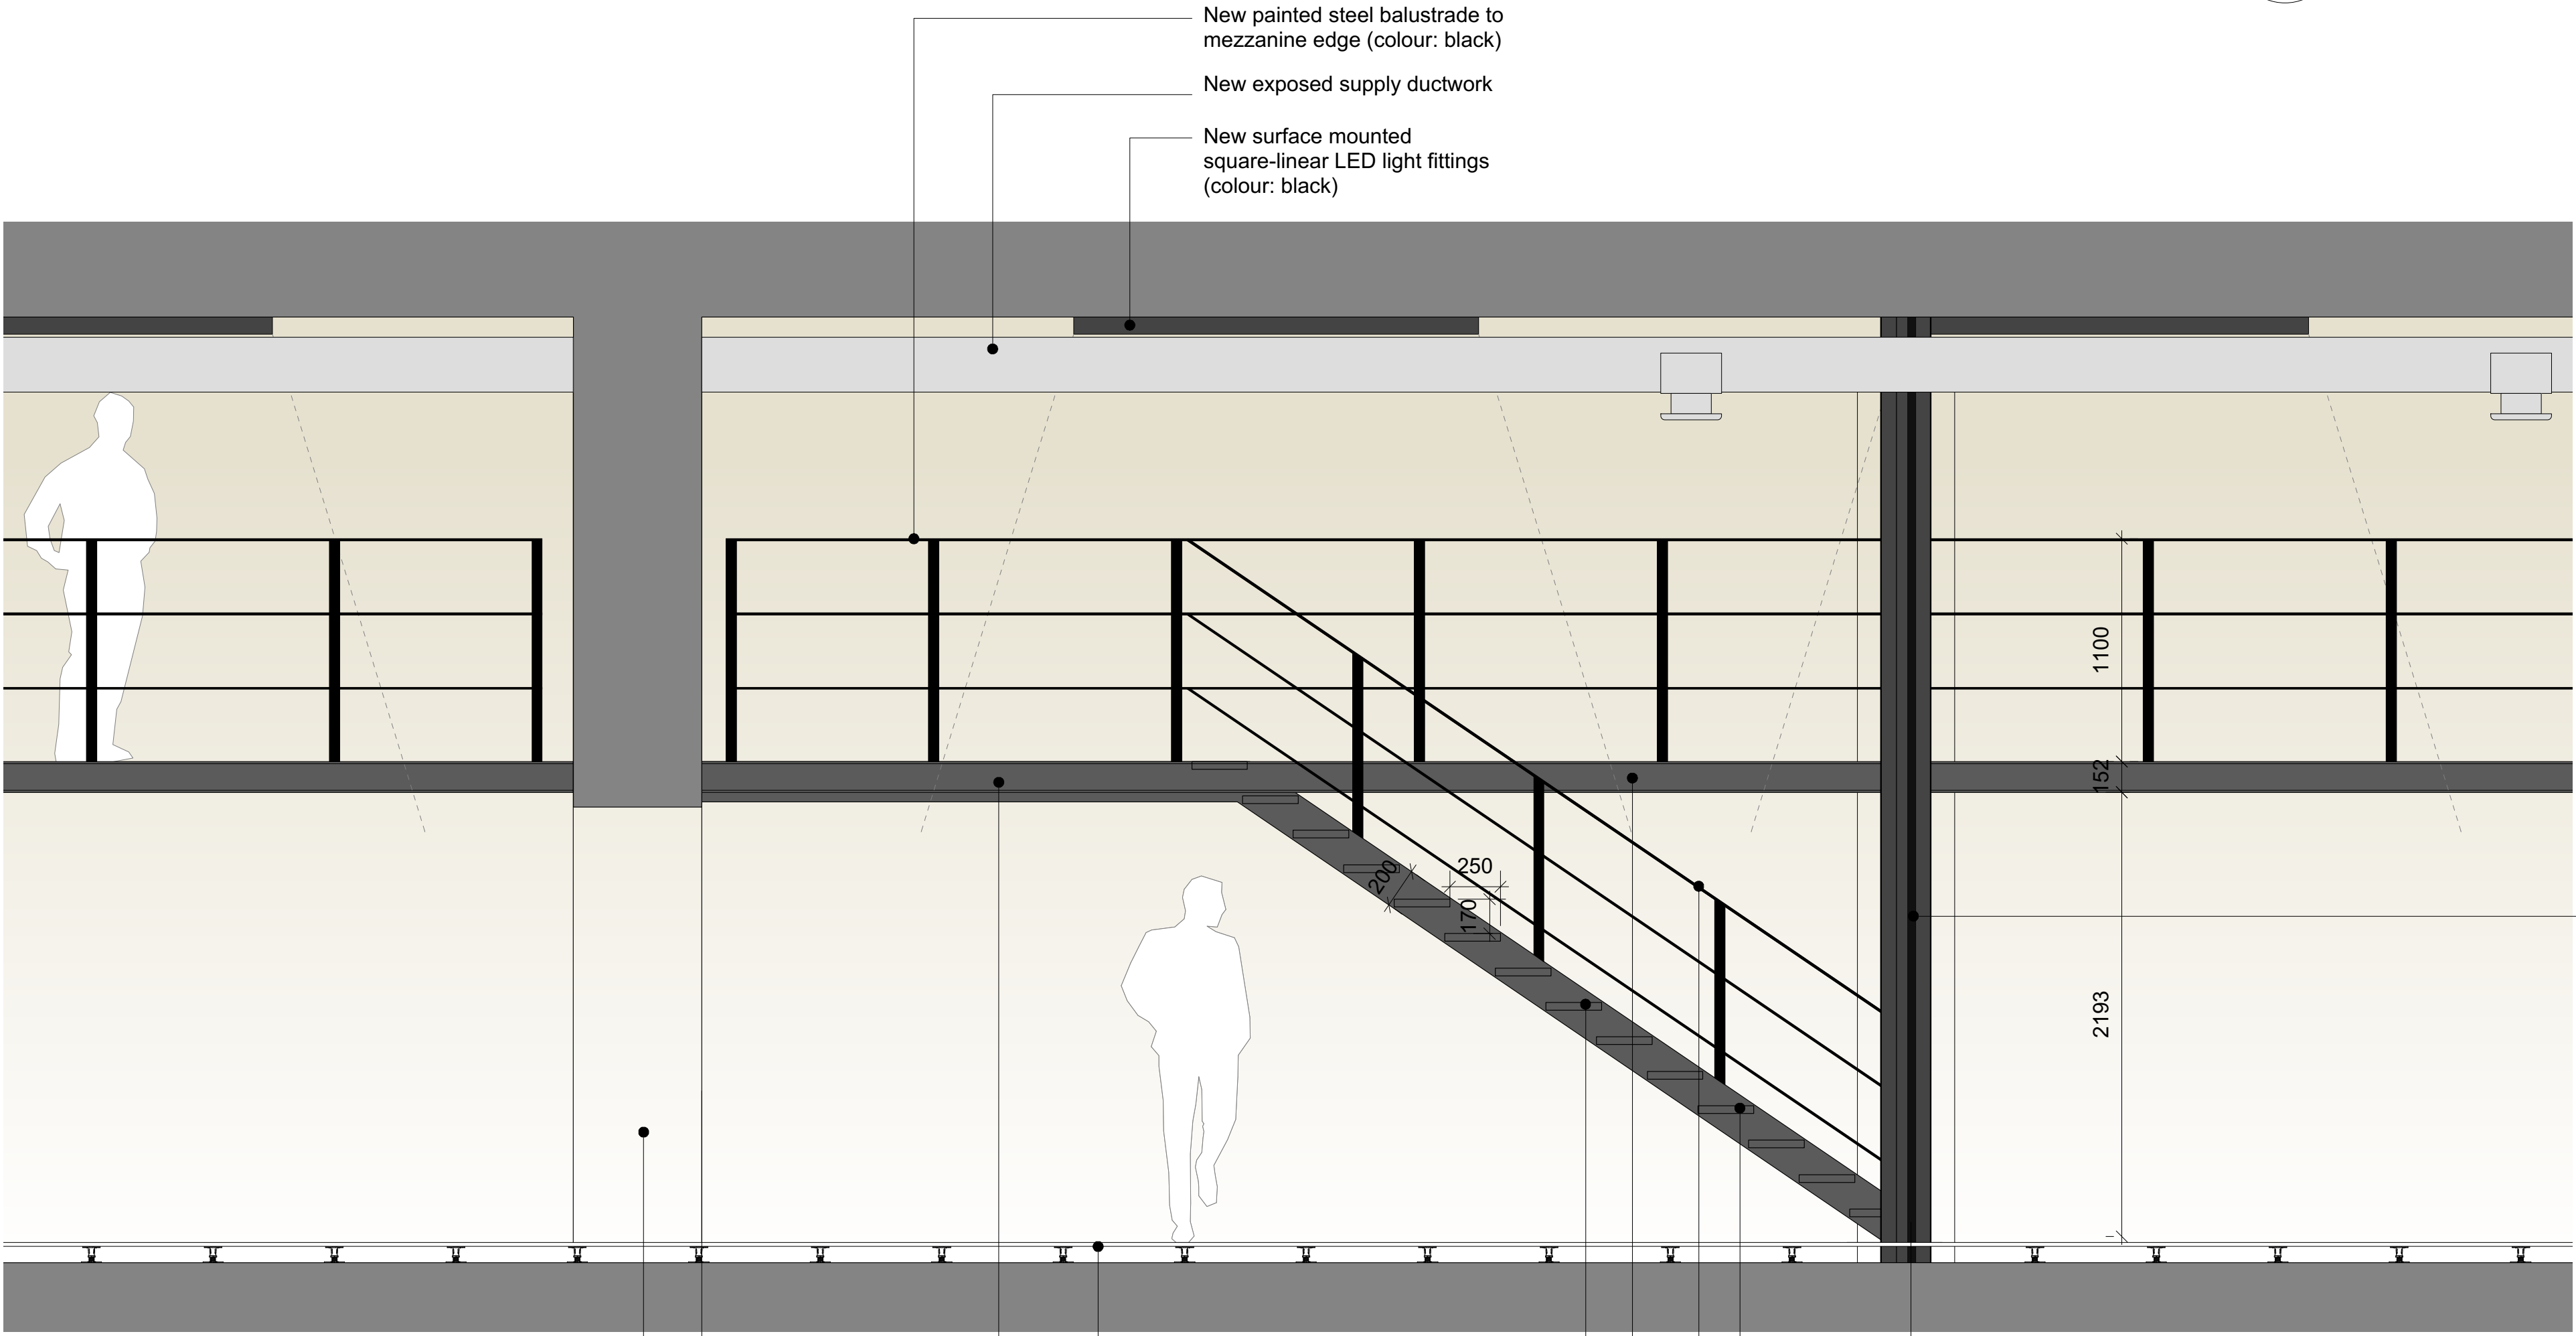 New painted steel balustrade to
mezzanine edge (colour: black)
New exposed supply ductwork
New surface mounted
square-linear LED light fittings
(colour: black)
1100
152
200
250
170
2193